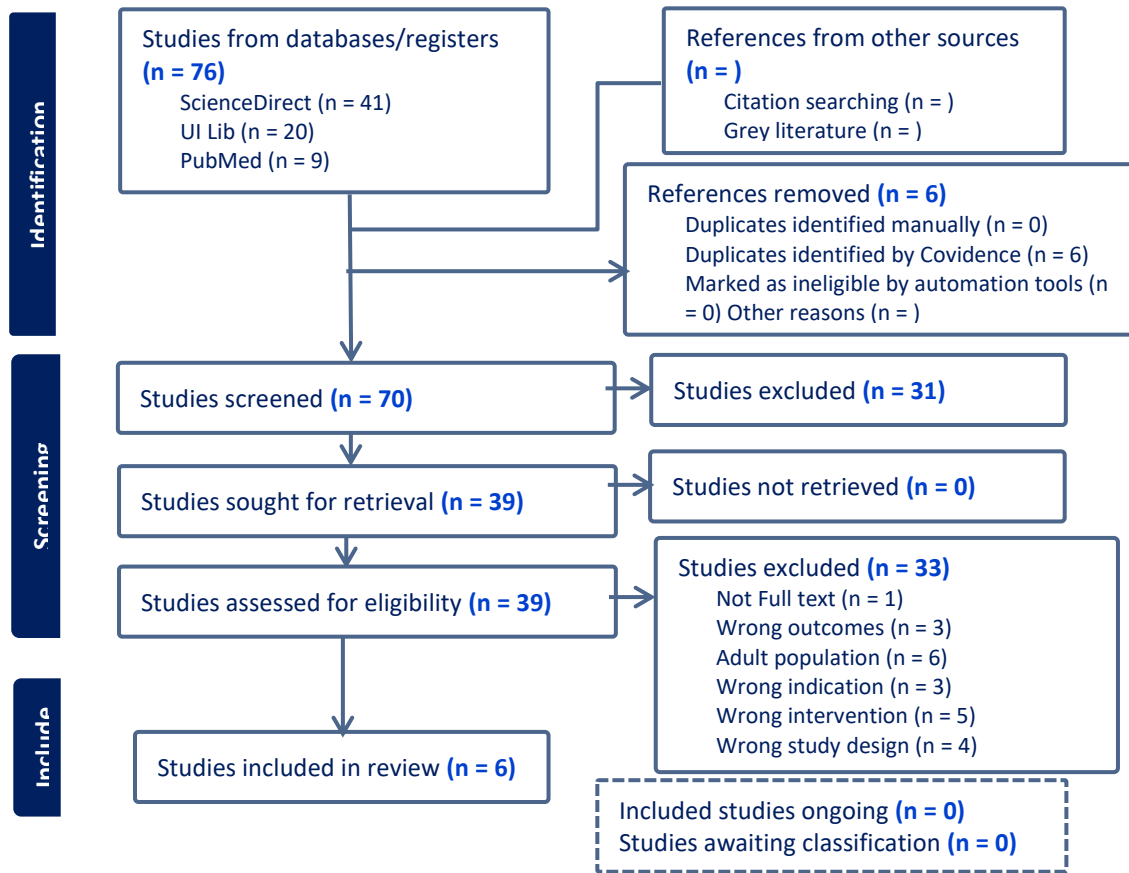 Identification
Studies from databases/registers
(n = 76)
ScienceDirect (n = 41)
UI Lib (n = 20)
PubMed (n = 9)
References from other sources
(n = )
Citation searching (n = )
Grey literature (n = )
References removed (n = 6)
Duplicates identified manually (n = 0)
Duplicates identified by Covidence (n = 6)
Marked as ineligible by automation tools (n
= 0) Other reasons (n = )
Screening
Studies screened (n = 70)
Studies excluded (n = 31)
Studies sought for retrieval (n = 39)
Studies not retrieved (n = 0)
Studies assessed for eligibility (n = 39)
Studies excluded (n = 33)
Not Full text (n = 1)
Wrong outcomes (n = 3)
Adult population (n = 6)
Wrong indication (n = 3)
Wrong intervention (n = 5)
Wrong study design (n = 4)
Include
Studies included in review (n = 6)
Included studies ongoing (n = 0)
Studies awaiting classification (n = 0)